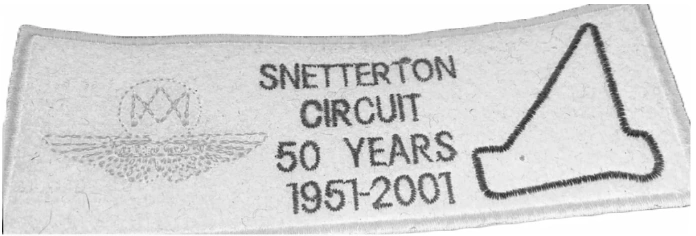 SNETTERTON
CIRCUIT
50 YEARS
1951-2001